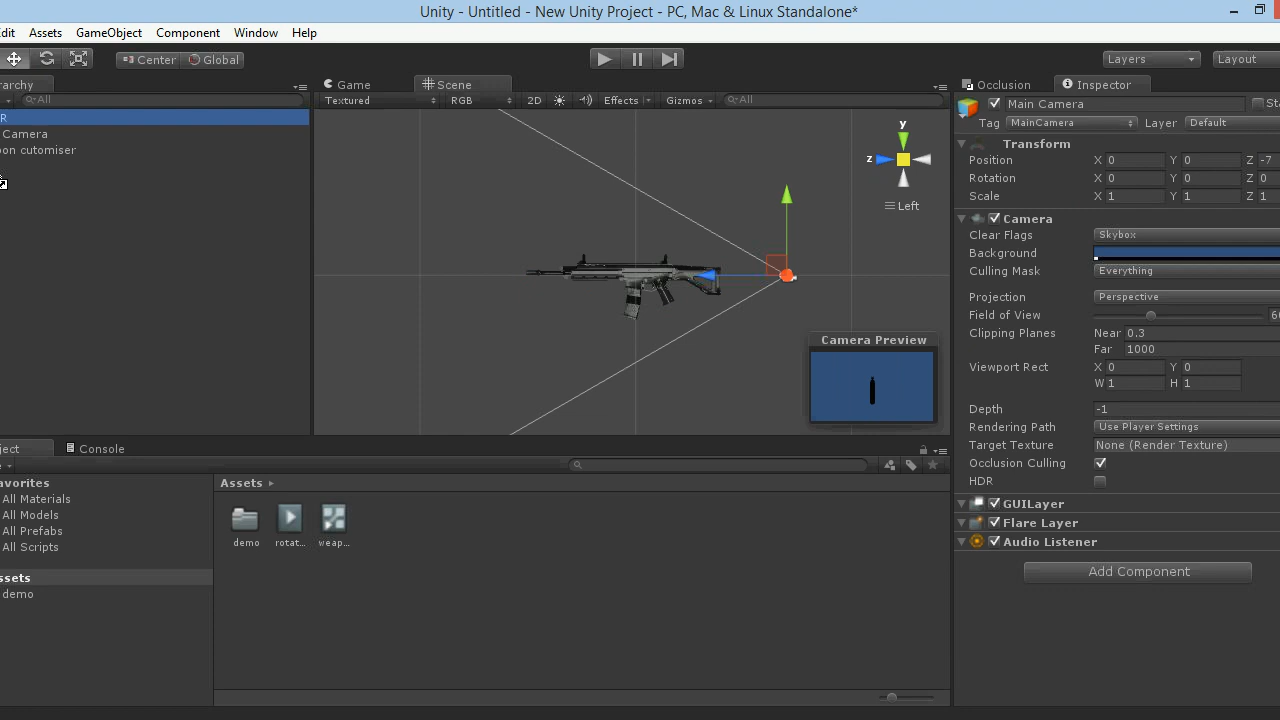 Unity - Untitled - New Unity Project - PC, Mac & Linux Standalone*
dit Assets GameObject Component Window Help
Center Global Layers Layout
rarchy Game Scene Occlusion Inspector
All Textured RGB 2D Effects Gizmos All Main Camera Sta
R Tag MainCamera Layer Default
Camera
on cutomiser
y
z
Left
Transform
Position X 0 Y 0 Z -7
Rotation X 0 Y 0 Z 0
Scale X 1 Y 1 Z 1
Camera
Clear Flags Skybox
Background
Culling Mask Everything
Projection Perspective
Field of View 60
Clipping Planes Near 0.3
Far 1000
Camera Preview
Viewport Rect X 0 Y 0
W 1 H 1
Depth -1
Rendering Path Use Player Settings
Target Texture None (Render Texture)
Occlusion Culling
HDR
GUILayer
Flare Layer
Audio Listener
Add Component
ject Console
avorites
All Materials
All Models
All Prefabs
All Scripts
ssets
demo
Assets
demo rotat... weap...